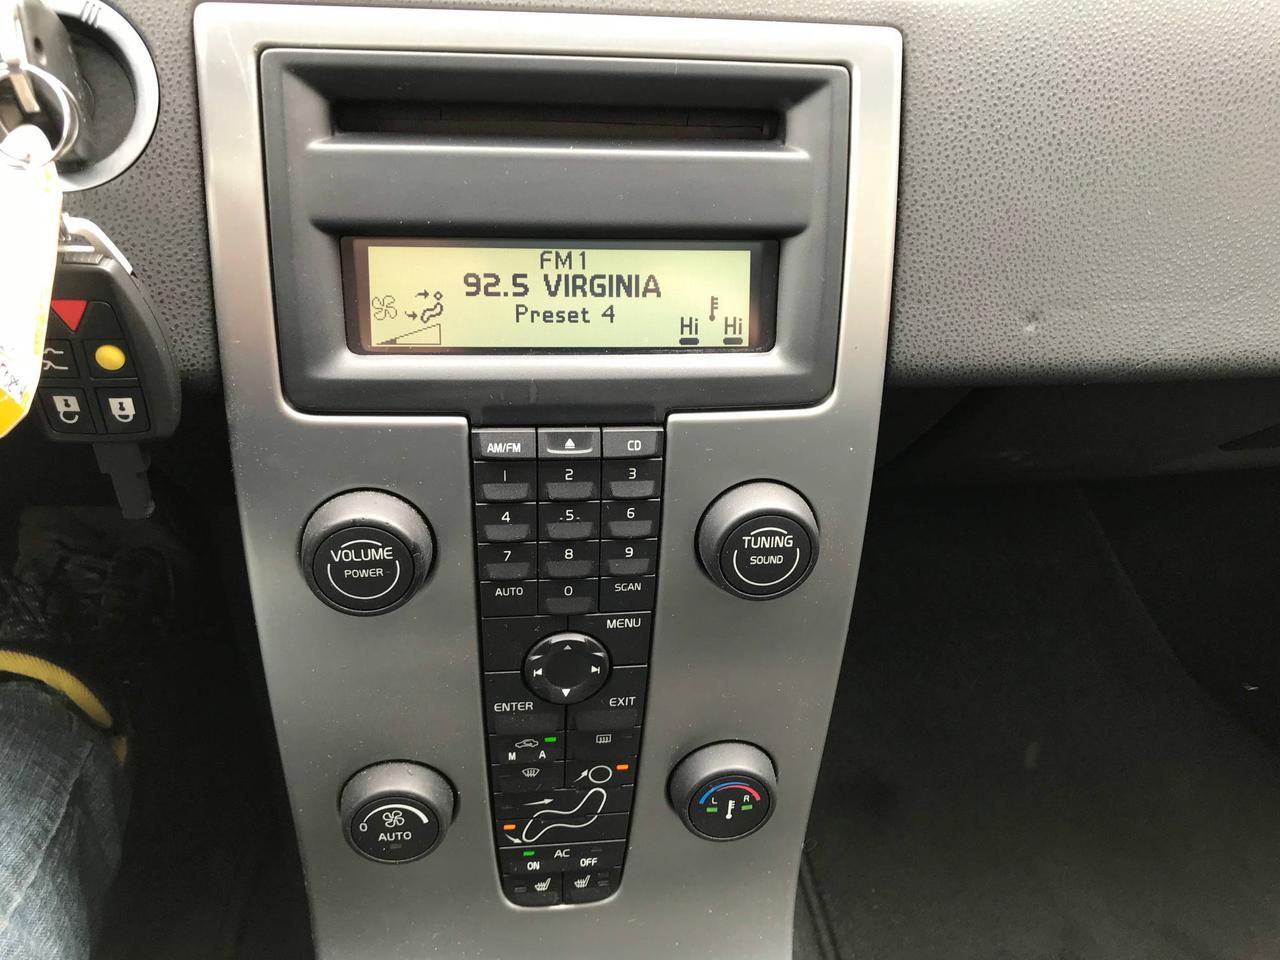 FM1
92.5 VIRGINIA
Preset 4
Hi Hi
AM/FM CD
1 2 3
4 5 6
7 8 9
AUTO 0 SCAN
VOLUME
POWER
TUNING
SOUND
MENU
ENTER EXIT
M A
0
AUTO
L R
AC
ON OFF